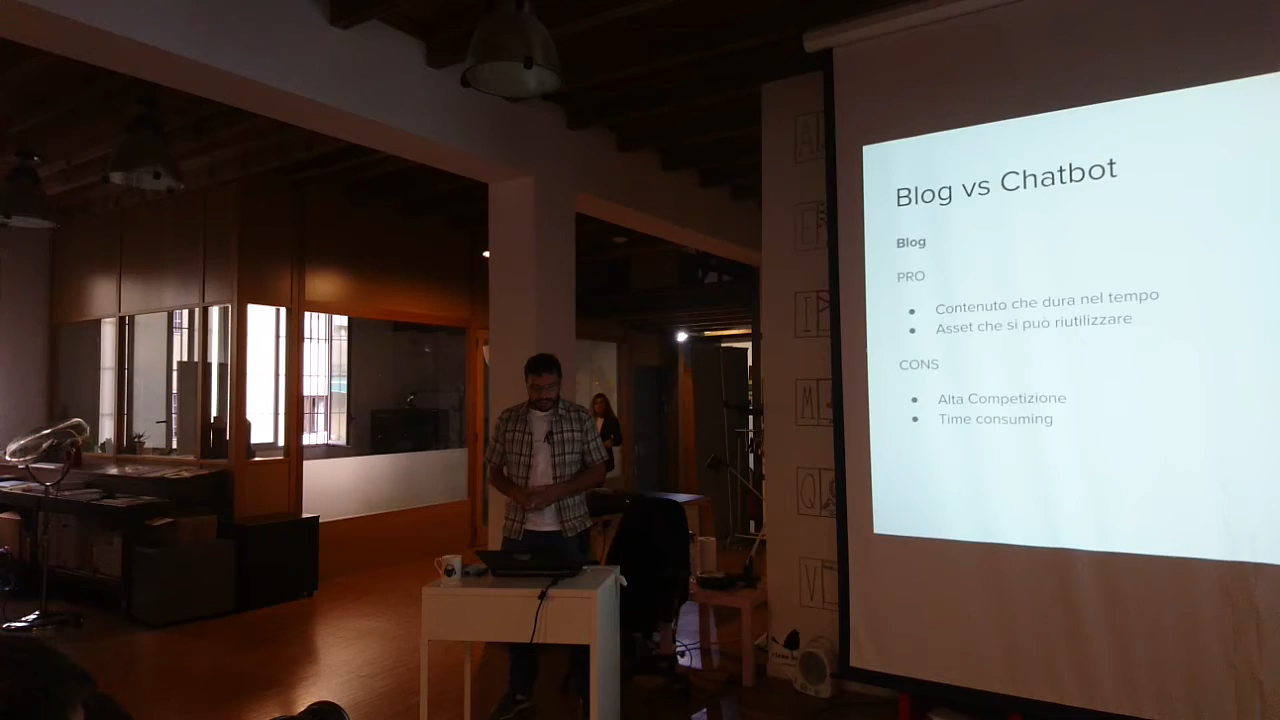 Blog vs Chatbot
Blog
PRO
● Contenuto che dura nel tempo
● Asset che si può riutilizzare
CONS
● Alta Competizione
● Time consuming
A
E
I
M
Q
V